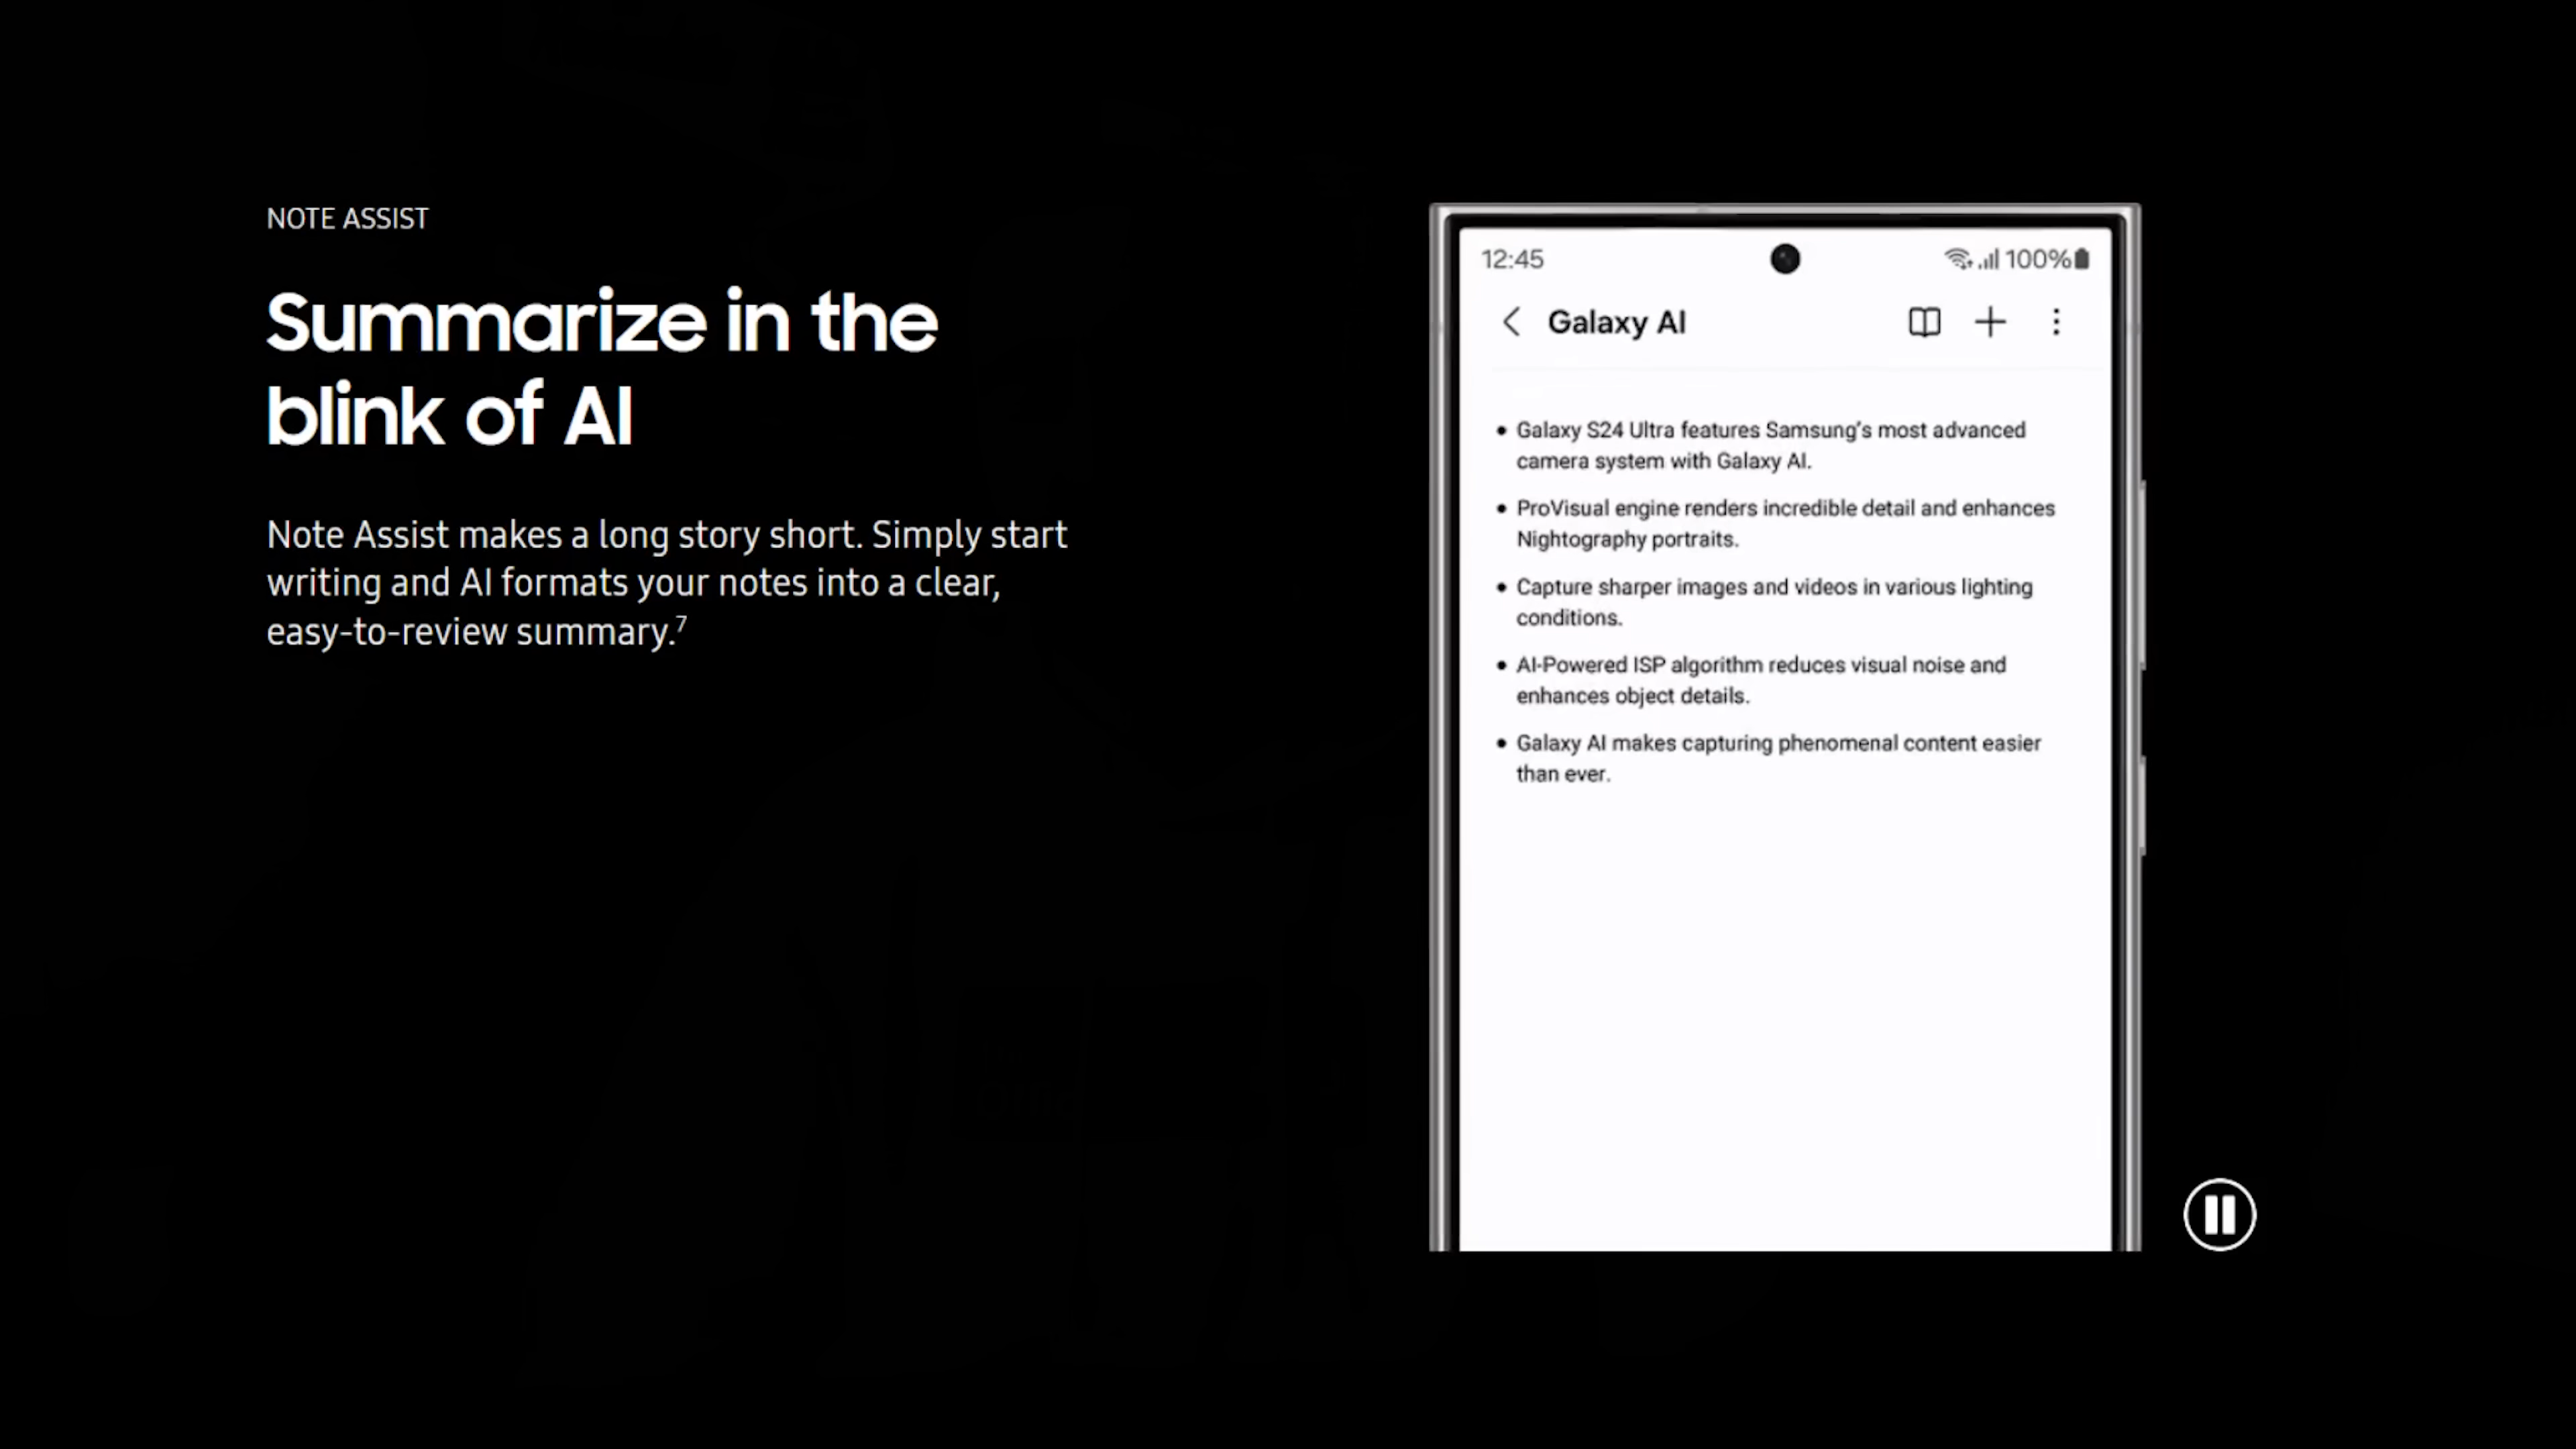 NOTE ASSIST
Summarize in the
blink of AI
Note Assist makes a long story short. Simply start
writing and AI formats your notes into a clear,
easy-to-review summary.⁷
12:45
100%
Galaxy AI
• Galaxy S24 Ultra features Samsung's most advanced
camera system with Galaxy AI.
• ProVisual engine renders incredible detail and enhances
Nightography portraits.
• Capture sharper images and videos in various lighting
conditions.
• AI-Powered ISP algorithm reduces visual noise and
enhances object details.
• Galaxy AI makes capturing phenomenal content easier
than ever.